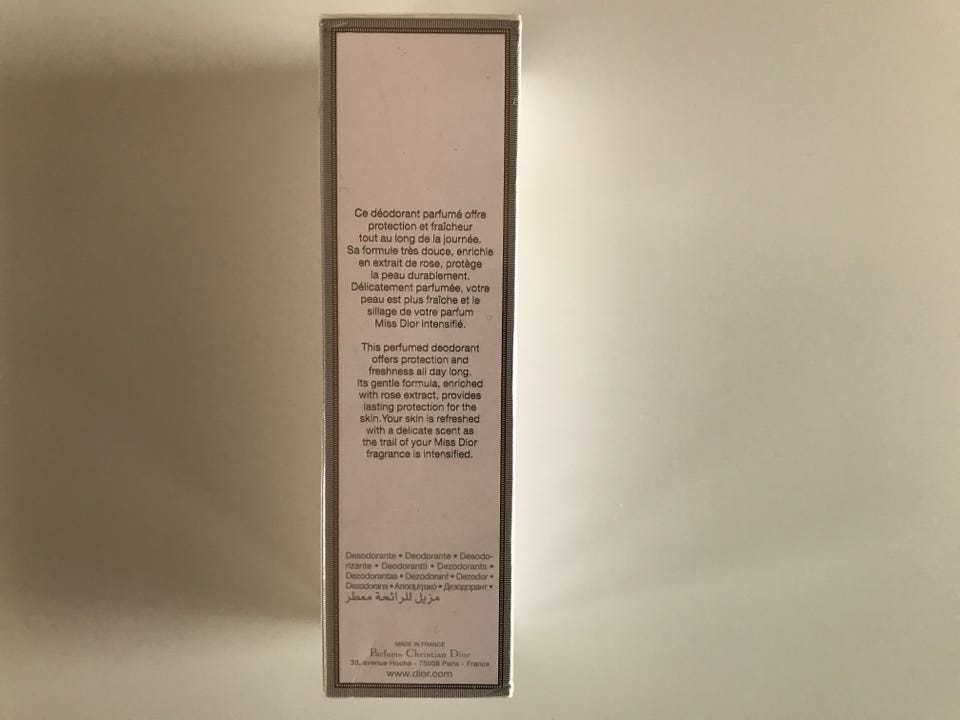 Ce déodorant parfumé offre
protection et fraîcheur
tout au long de la journée.
Sa formule très douce, enrichie
en extrait de rose, protège
la peau durablement.
Délicatement parfumée, votre
peau est plus fraîche et le
sillage de votre parfum
Miss Dior intensifié.
This perfumed deodorant
offers protection and
freshness all day long.
Its gentle formula, enriched
with rose extract, provides
lasting protection for the
skin.Your skin is refreshed
with a delicate scent as
the trail of your Miss Dior
fragrance is intensified.
Desodorante • Deodorante • Desodo-
rizante • Deodorantti • Dezodorants •
Dezodorantas • Dezodorant • Dezodor •
Dezodorans • Αποσμητικό • Дезодорант •
مزيل للرائحة معطر
MADE IN FRANCE
Parfums Christian Dior
33, avenue Hoche - 75008 Paris - France
www.dior.com